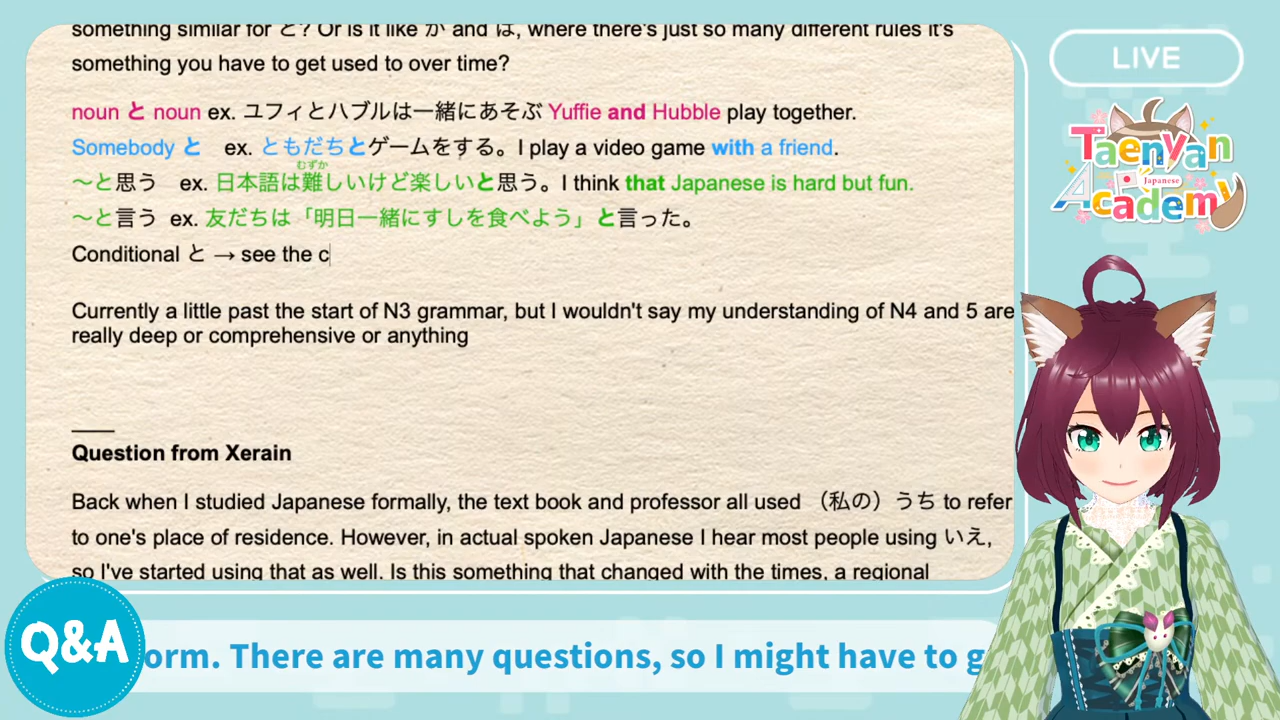 something similar for と? Or is it like が and は, where there's just so many different rules it's
something you have to get used to over time?
noun と noun ex. ユフィとハブルは一緒にあそぶ Yuffie and Hubble play together.
Somebody と ex. ともだちとゲームをする。I play a video game with a friend.
むずか
～と思う ex. 日本語は難しいけど楽しいと思う。I think that Japanese is hard but fun.
～と言う ex. 友だちは「明日一緒にすしを食べよう」と言った。
Conditional と → see the c
Currently a little past the start of N3 grammar, but I wouldn't say my understanding of N4 and 5 are
really deep or comprehensive or anything
Question from Xerain
Back when I studied Japanese formally, the text book and professor all used （私の）うち to refer
to one's place of residence. However, in actual spoken Japanese I hear most people using いえ,
so I've started using that as well. Is this something that changed with the times, a regional
LIVE
Taenyan
Japanese
Academy
Q&A
orm. There are many questions, so I might have to g